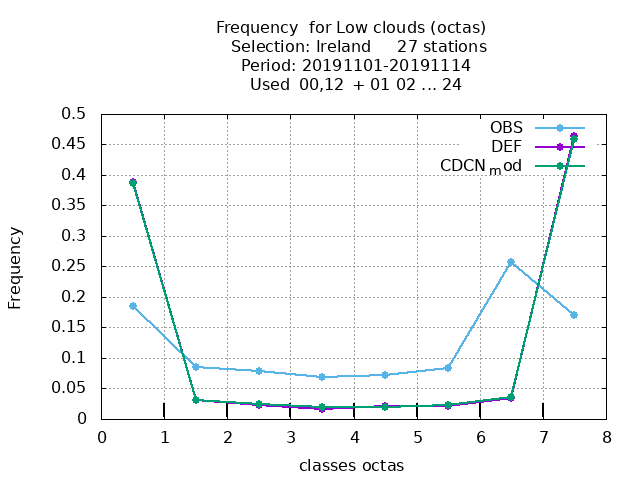 Frequency  for Low clouds (octas)
Selection: Ireland     27 stations
Period: 20191101-20191114
Used  00,12  + 01 02 ... 24
OBS
DEF
CDCN_mod
Frequency
0.5
0.45
0.4
0.35
0.3
0.25
0.2
0.15
0.1
0.05
0
0 1 2 3 4 5 6 7 8
classes octas